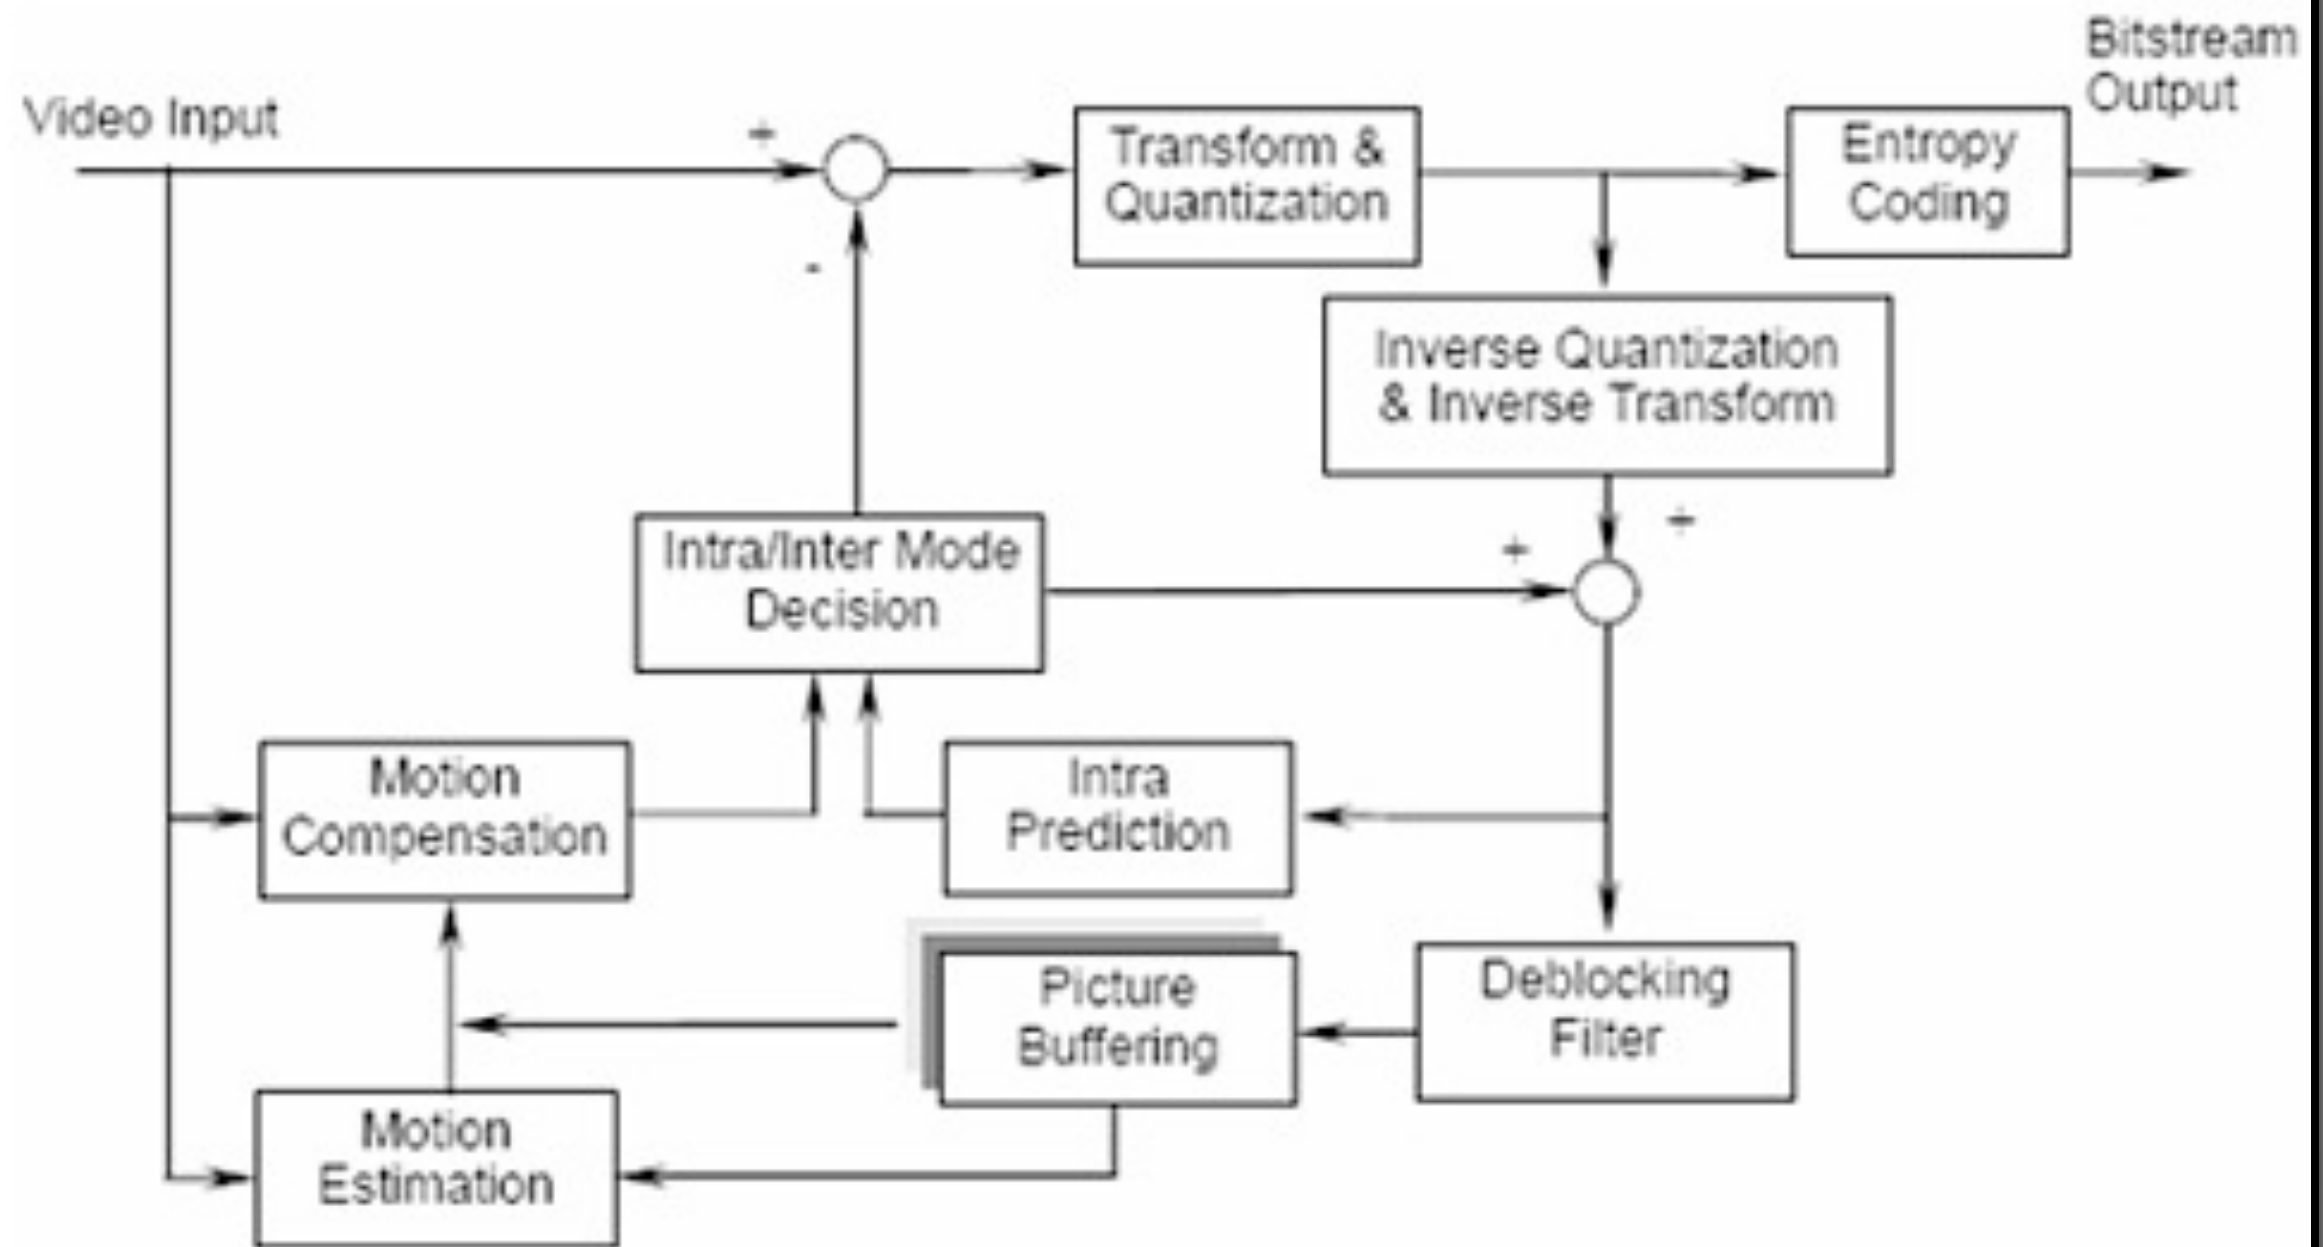 Bitstream
Output
Video Input
+
Transform &
Quantization
Entropy
Coding
-
Inverse Quantization
& Inverse Transform
+
+
Intra/Inter Mode
Decision
Motion
Compensation
Intra
Prediction
Picture
Buffering
Deblocking
Filter
Motion
Estimation